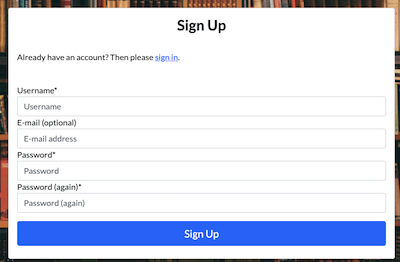 Sign Up
Already have an account? Then please sign in.
Username*
Username
E-mail (optional)
E-mail address
Password*
Password
Password (again)*
Password (again)
Sign Up